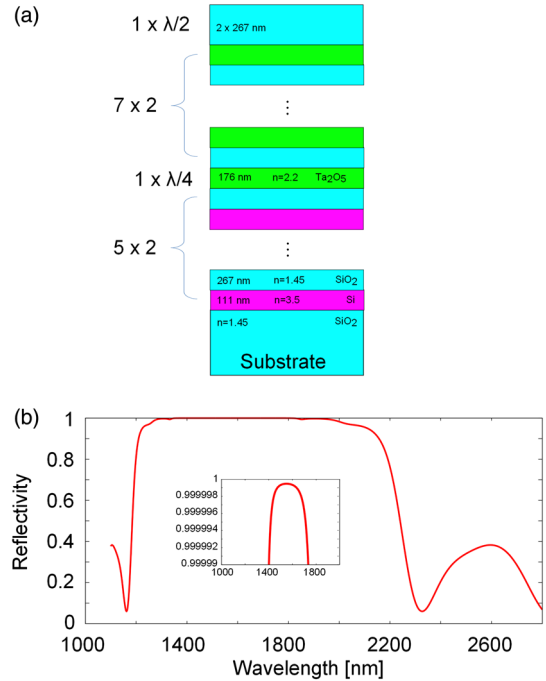 (a)
1 x λ/2
2 x 267 nm
7 x 2
⋮
1 x λ/4
176 nm n=2.2 Ta₂O₅
5 x 2
⋮
267 nm n=1.45 SiO₂
111 nm n=3.5 Si
n=1.45 SiO₂
Substrate
(b)
1
0.8
0.6
0.4
0.2
0
Reflectivity
1
0.999998
0.999996
0.999994
0.999992
0.99999
1000 1400 1800
1000 1400 1800 2200 2600
Wavelength [nm]